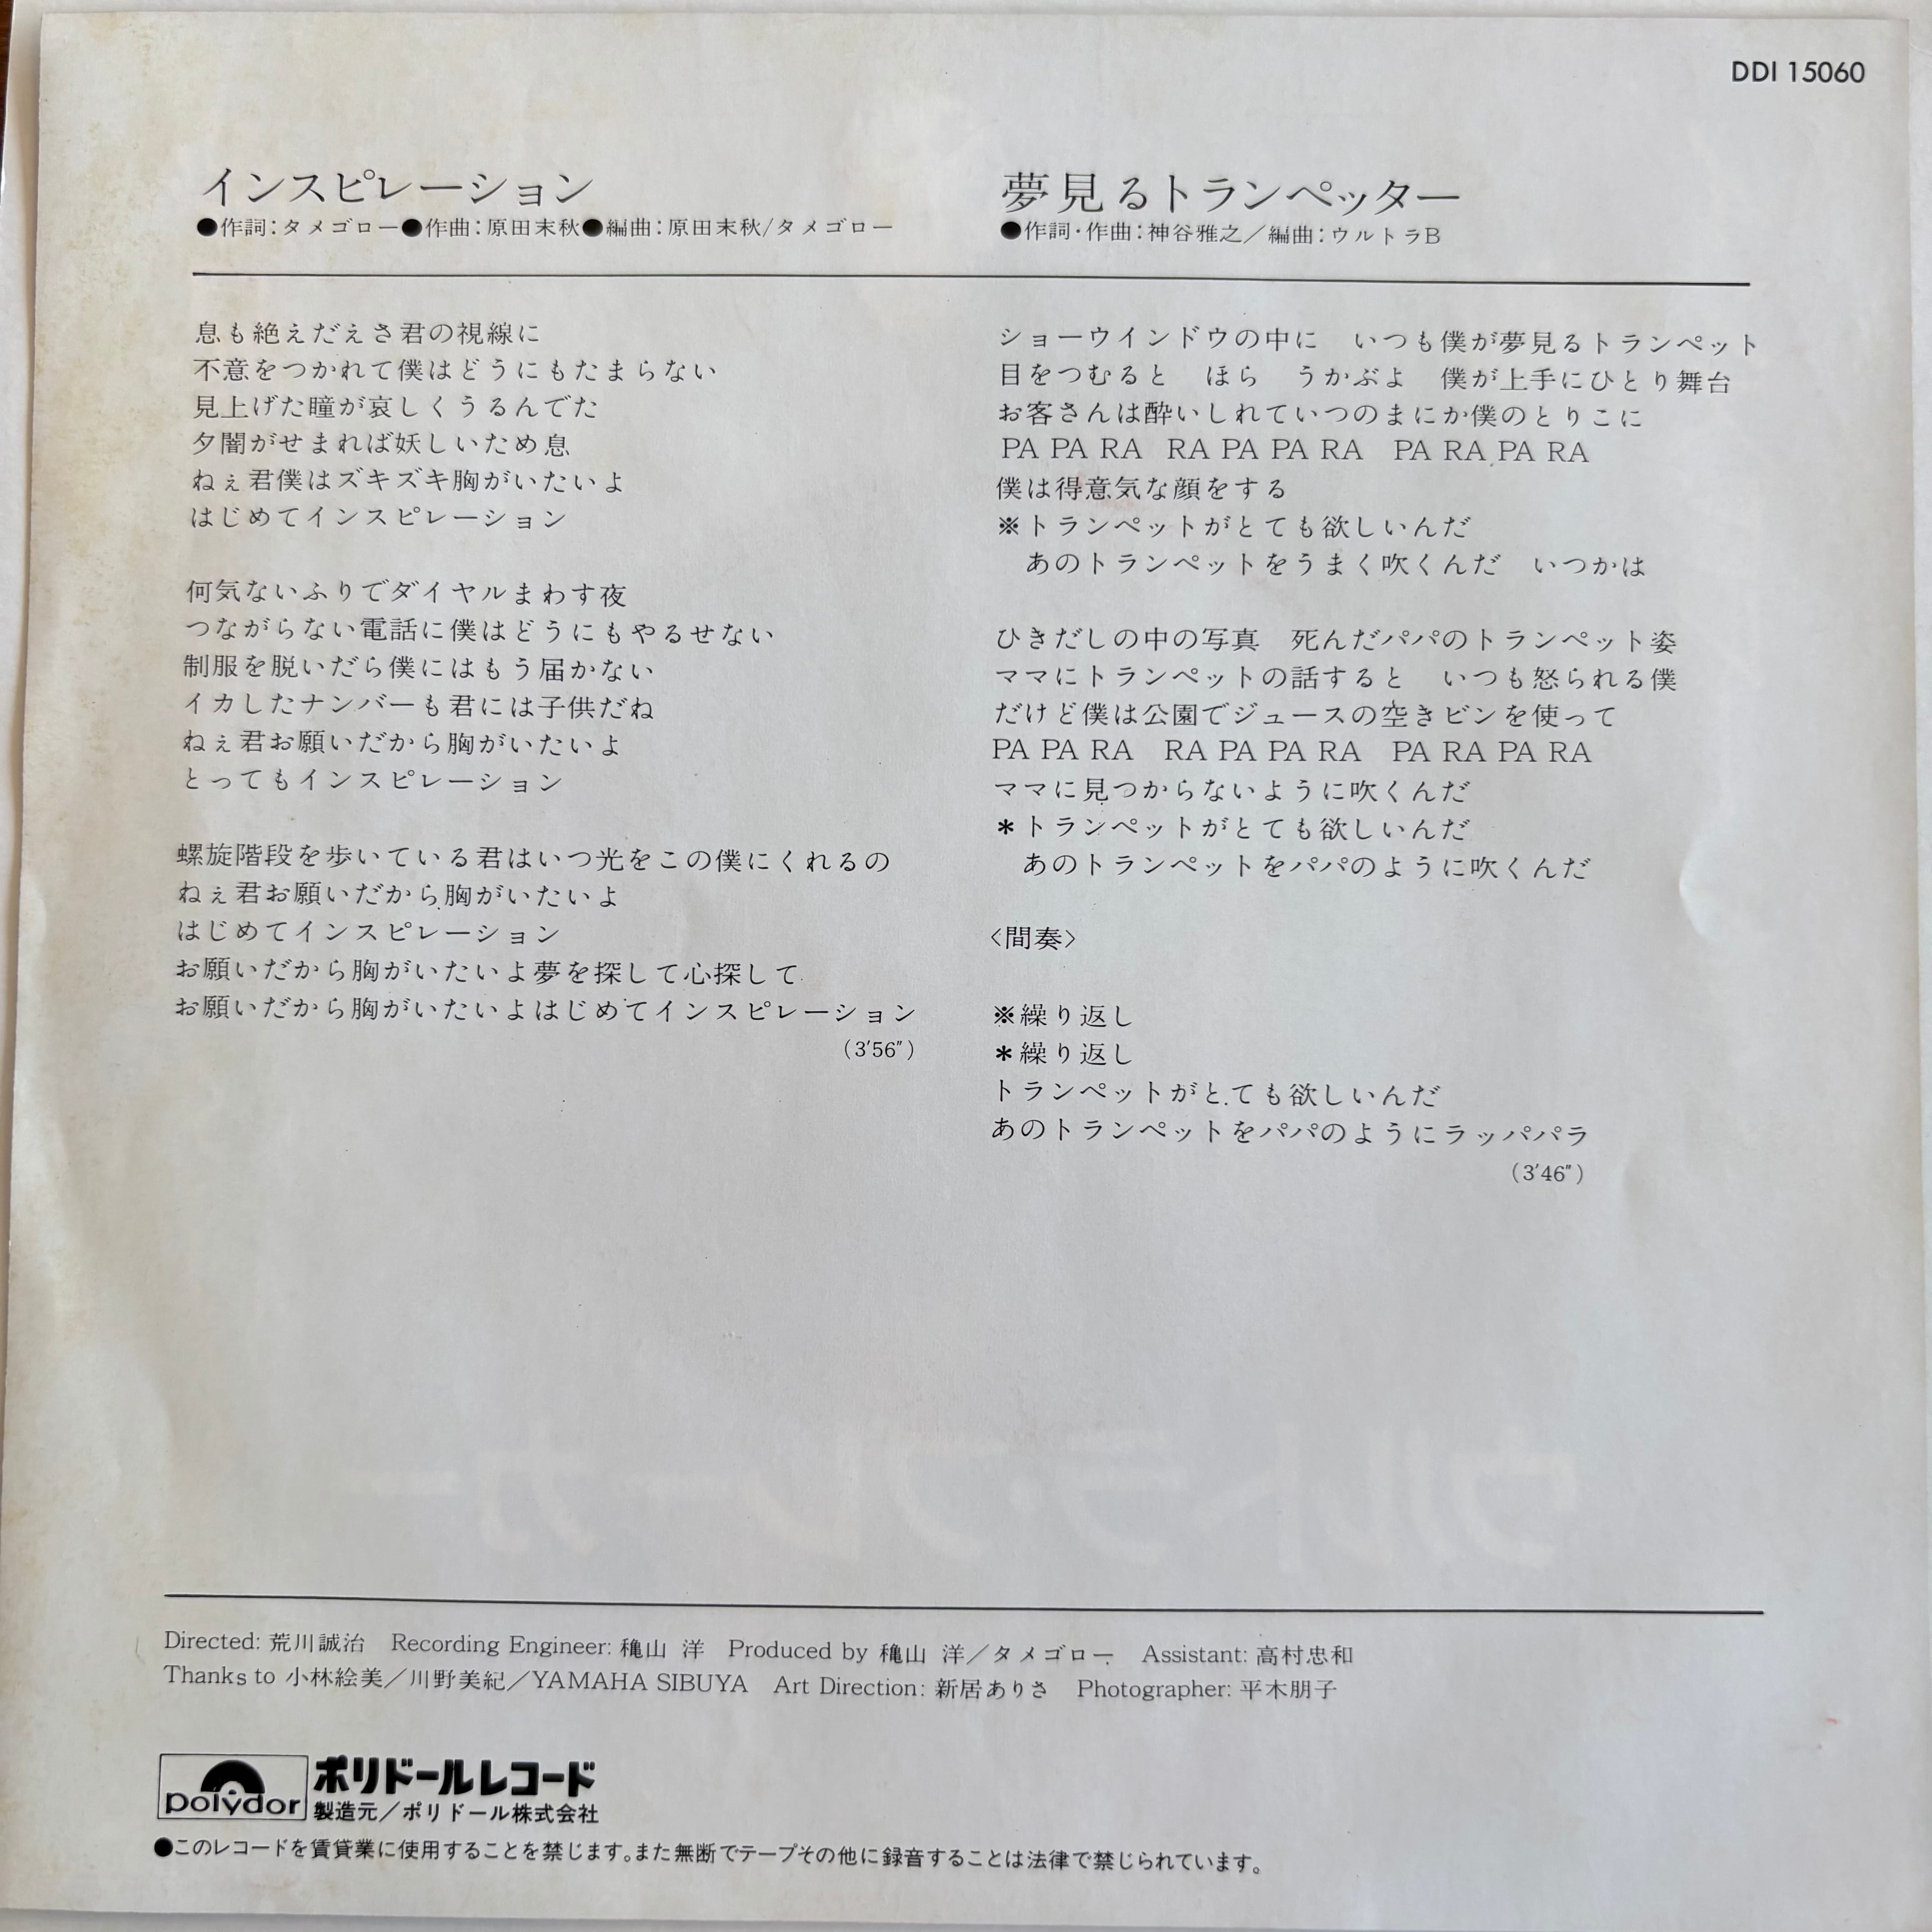 DDI 15060
インスピレーション
●作詞:タメゴロー●作曲:原田末秋●編曲:原田末秋/タメゴロー
息も絶えだえさ君の視線に
不意をつかれて僕はどうにもたまらない
見上げた瞳が哀しくうるんでた
夕闇がせまれば妖しいため息
ねぇ君僕はズキズキ胸がいたいよ
はじめてインスピレーション
何気ないふりでダイヤルまわす夜
つながらない電話に僕はどうにもやるせない
制服を脱いだら僕にはもう届かない
イカしたナンバーも君には子供だね
ねぇ君お願いだから胸がいたいよ
とってもインスピレーション
螺旋階段を歩いている君はいつ光をこの僕にくれるの
ねぇ君お願いだから胸がいたいよ
はじめてインスピレーション
お願いだから胸がいたいよ夢を探して心探して
お願いだから胸がいたいよはじめてインスピレーション
(3′56″)
夢見るトランペッター
●作詞・作曲:神谷雅之/編曲:ウルトラB
ショーウインドウの中に　いつも僕が夢見るトランペット
目をつむると　ほら　うかぶよ　僕が上手にひとり舞台
お客さんは酔いしれていつのまにか僕のとりこに
PA PA RA　RA PA PA RA　PA RA PA RA
僕は得意気な顔をする
※トランペットがとても欲しいんだ
あのトランペットをうまく吹くんだ　いつかは
ひきだしの中の写真　死んだパパのトランペット姿
ママにトランペットの話すると　いつも怒られる僕
だけど僕は公園でジュースの空きビンを使って
PA PA RA　RA PA PA RA　PA RA PA RA
ママに見つからないように吹くんだ
＊トランペットがとても欲しいんだ
あのトランペットをパパのように吹くんだ
〈間奏〉
※繰り返し
＊繰り返し
トランペットがとても欲しいんだ
あのトランペットをパパのようにラッパパラ
(3′46″)
ウルトラ・ブレーカー
Directed: 荒川誠治　Recording Engineer: 穐山 洋　Produced by 穐山 洋/タメゴロー　Assistant: 高村忠和
Thanks to 小林絵美/川野美紀/YAMAHA SIBUYA　Art Direction: 新居ありさ　Photographer: 平木朋子
polydor
ポリドールレコード
製造元/ポリドール株式会社
●このレコードを賃貸業に使用することを禁じます。また無断でテープその他に録音することは法律で禁じられています。